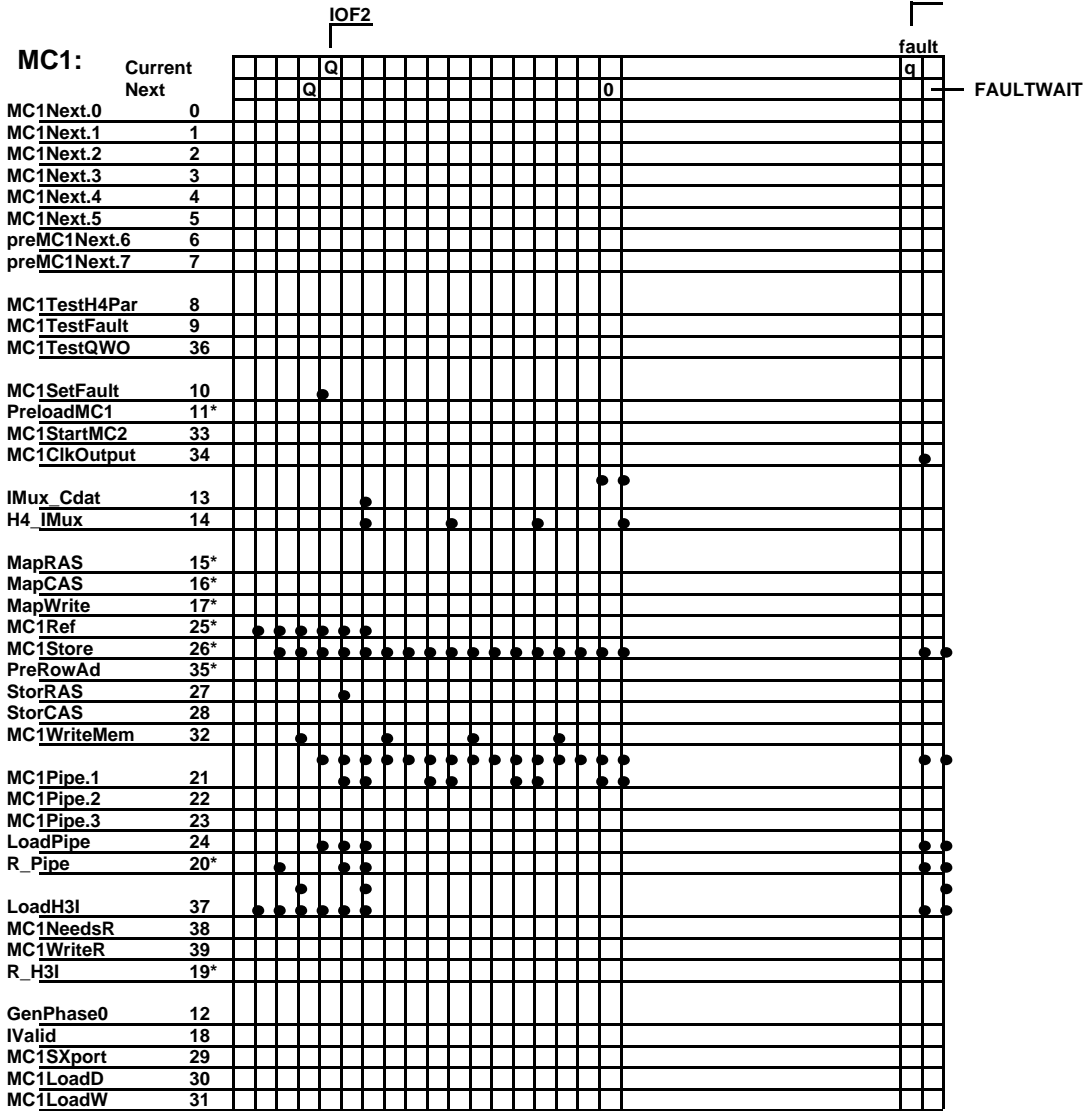 IOF2
fault
MC1:
Current Q q
Next Q 0 FAULTWAIT
MC1Next.0 0
MC1Next.1 1
MC1Next.2 2
MC1Next.3 3
MC1Next.4 4
MC1Next.5 5
preMC1Next.6 6
preMC1Next.7 7
MC1TestH4Par 8
MC1TestFault 9
MC1TestQWO 36
MC1SetFault 10
PreloadMC1 11*
MC1StartMC2 33
MC1ClkOutput 34
IMux_Cdat 13
H4_IMux 14
MapRAS 15*
MapCAS 16*
MapWrite 17*
MC1Ref 25*
MC1Store 26*
PreRowAd 35*
StorRAS 27
StorCAS 28
MC1WriteMem 32
MC1Pipe.1 21
MC1Pipe.2 22
MC1Pipe.3 23
LoadPipe 24
R_Pipe 20*
LoadH3I 37
MC1NeedsR 38
MC1WriteR 39
R_H3I 19*
GenPhase0 12
IValid 18
MC1SXport 29
MC1LoadD 30
MC1LoadW 31